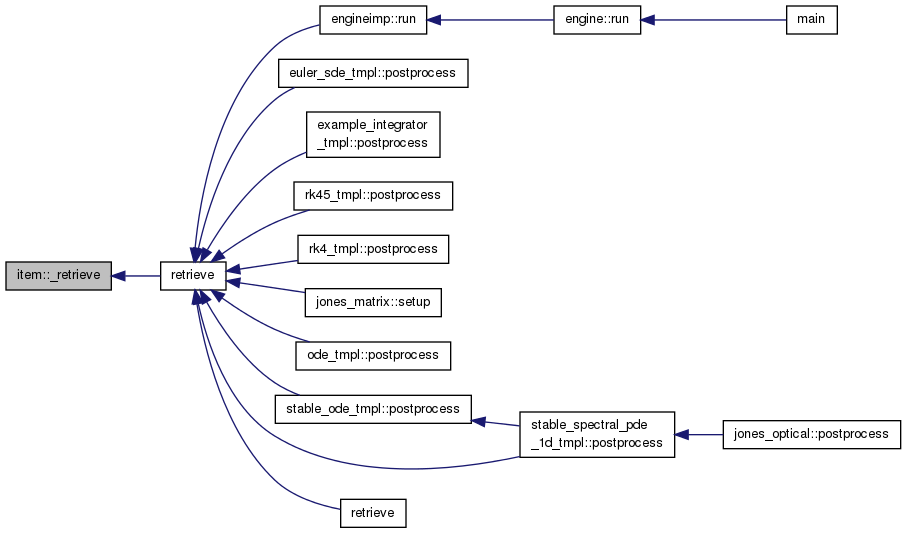 engineimp::run
engine::run
main
euler_sde_tmpl::postprocess
example_integrator
_tmpl::postprocess
rk45_tmpl::postprocess
rk4_tmpl::postprocess
item::_retrieve
retrieve
jones_matrix::setup
ode_tmpl::postprocess
stable_ode_tmpl::postprocess
stable_spectral_pde
_1d_tmpl::postprocess
jones_optical::postprocess
retrieve